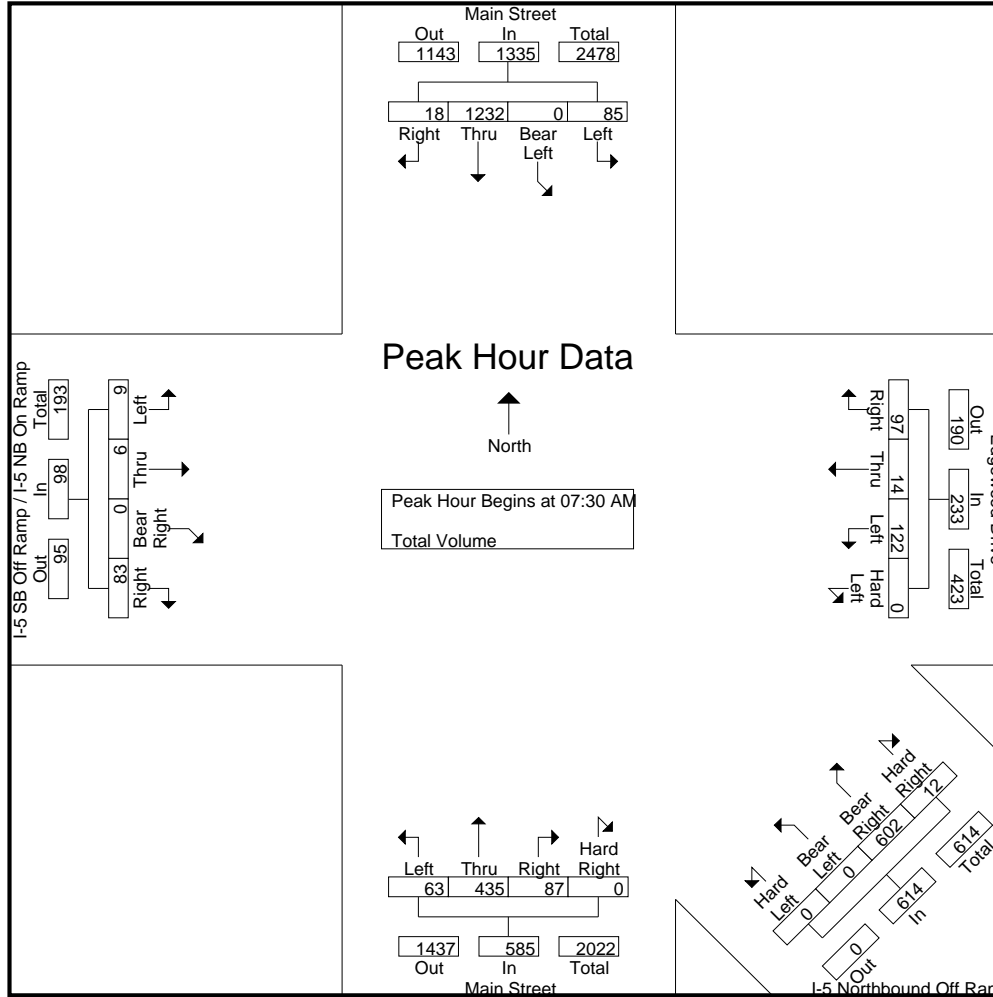 Main Street
Out In Total
1143 1335 2478
18 1232 0 85
Right Thru Bear Left Left
Peak Hour Data
North
Peak Hour Begins at 07:30 AM
Total Volume
I-5 SB Off Ramp / I-5 NB On Ramp
Out In Total
95 98 193
9 6 0 83
Left Thru Bear Right Right
Out In Total
190 233 423
97 14 122 0
Right Thru Left Hard Left
Left Thru Right Hard Right
63 435 87 0
1437 585 2022
Out In Total
Main Street
Hard Left Bear Left Bear Right Hard Right
0 0 602 12
0 614 614
Out In Total
I-5 Northbound Off Ram